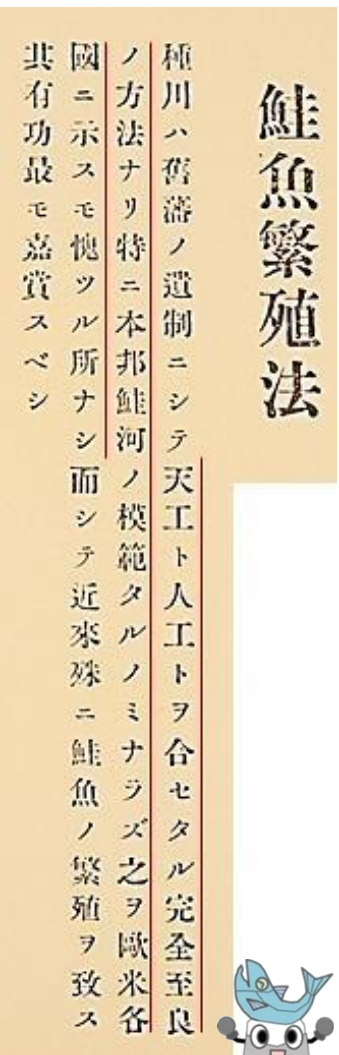 鮭魚繁殖法
種川ハ舊藩ノ遺制ニシテ天工ト人工トヲ合セタル完全至良
ノ方法ナリ特ニ本邦鮭河ノ模範タルノミナラズ之ヲ歐米各
國ニ示スモ愧ツル所ナシ而シテ近來殊ニ鮭魚ノ繁殖ヲ致ス
其有功最モ嘉賞スベシ